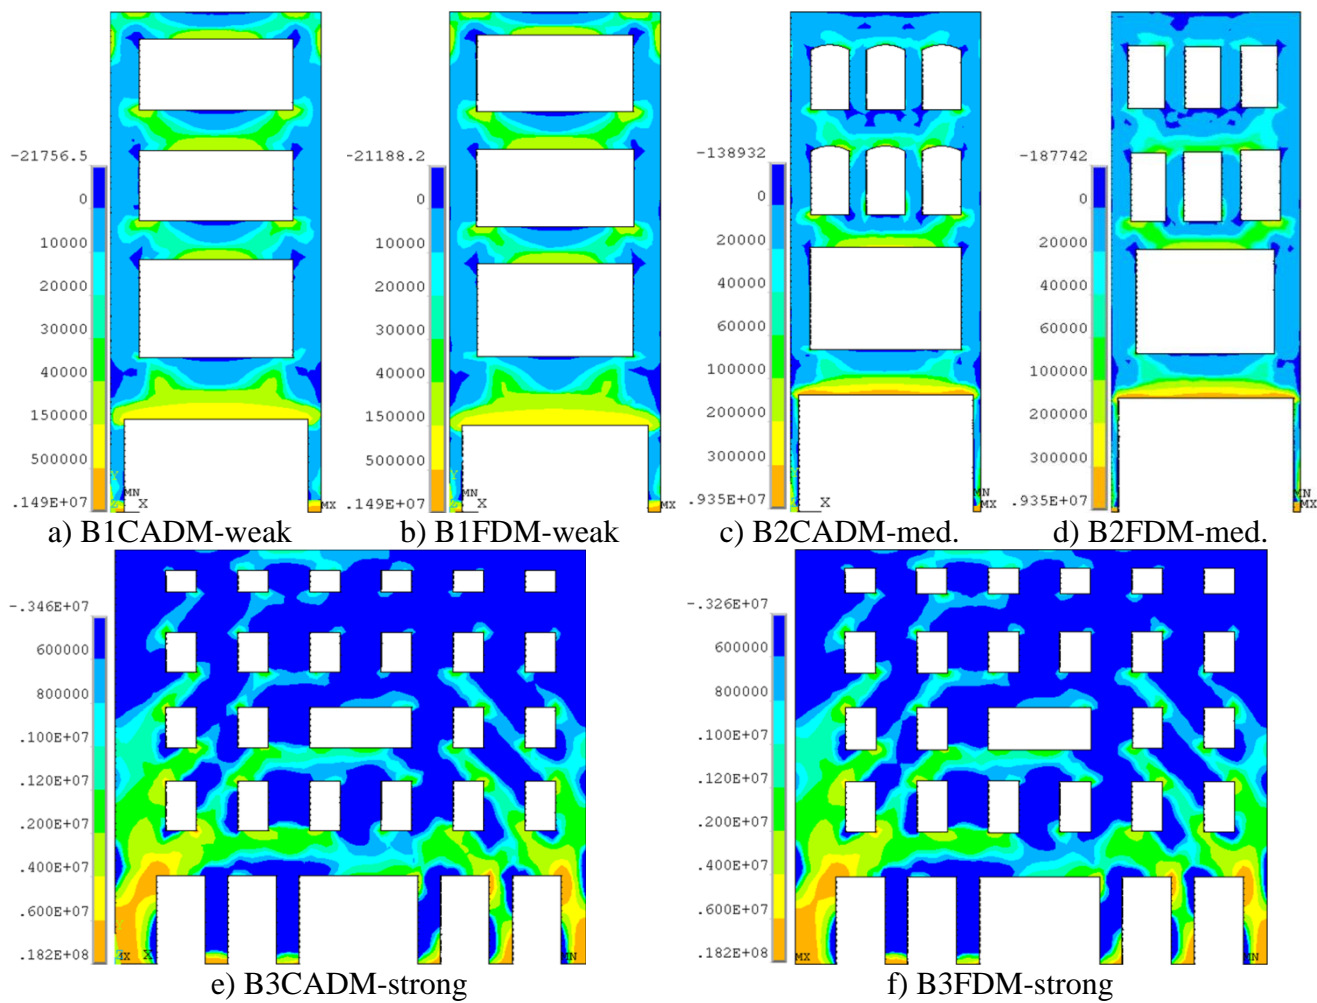 -21756.5
0
10000
20000
30000
40000
150000
500000
.149E+07
MN
X
MX
-21188.2
0
10000
20000
30000
40000
150000
500000
.149E+07
MN
X
MX
-138932
0
20000
40000
60000
100000
200000
300000
.935E+07
X
MN
MX
-187742
0
20000
40000
60000
100000
200000
300000
.935E+07
MN
MX
a) B1CADM-weak
b) B1FDM-weak
c) B2CADM-med.
d) B2FDM-med.
-.346E+07
600000
800000
.100E+07
.120E+07
.200E+07
.400E+07
.600E+07
.182E+08
MX
X
MN
-.326E+07
600000
800000
.100E+07
.120E+07
.200E+07
.400E+07
.600E+07
.182E+08
MX
MN
e) B3CADM-strong
f) B3FDM-strong